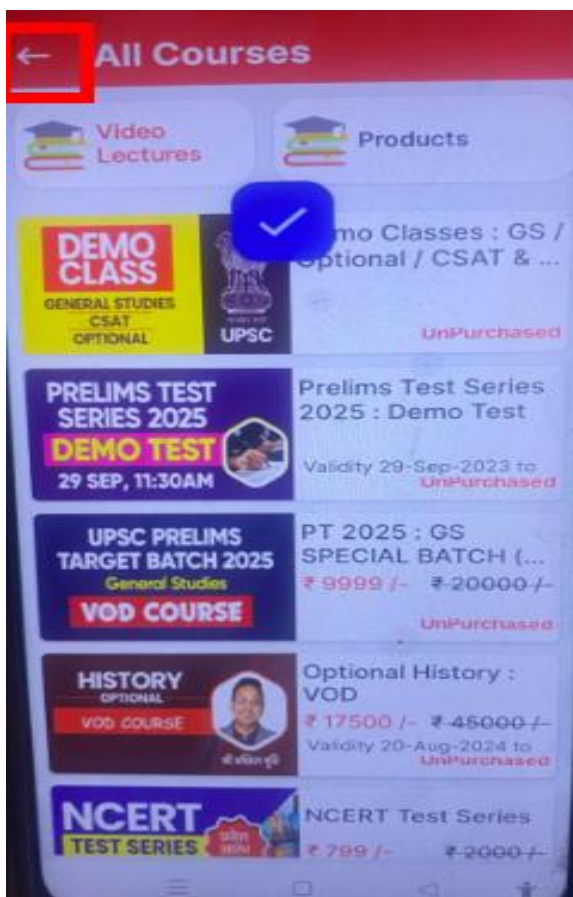 All Courses
Video
Lectures
Products
DEMO
CLASS
GENERAL STUDIES
CSAT
OPTIONAL
UPSC
mo Classes : GS /
Optional / CSAT & ...
UnPurchased
PRELIMS TEST
SERIES 2025
DEMO TEST
29 SEP, 11:30AM
Prelims Test Series
2025 : Demo Test
Validity 29-Sep-2023 to
UnPurchased
UPSC PRELIMS
TARGET BATCH 2025
General Studies
VOD COURSE
PT 2025 : GS
SPECIAL BATCH (...
₹ 9999 /- ₹ 20000 /-
UnPurchased
HISTORY
OPTIONAL
VOD COURSE
Optional History :
VOD
₹ 17500 /- ₹ 45000 /-
Validity 20-Aug-2024 to
UnPurchased
NCERT
TEST SERIES
NCERT Test Series
₹ 799 /- ₹ 2000 /-